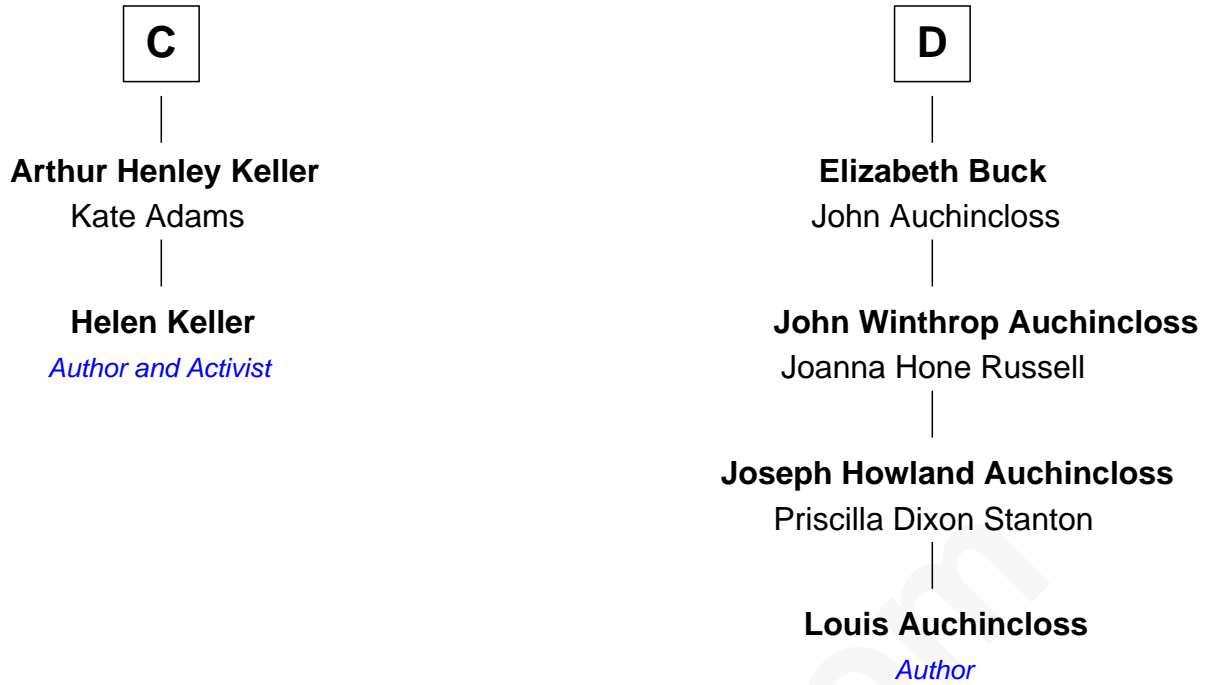 C
Arthur Henley Keller
Kate Adams
Helen Keller
Author and Activist
D
Elizabeth Buck
John Auchincloss
John Winthrop Auchincloss
Joanna Hone Russell
Joseph Howland Auchincloss
Priscilla Dixon Stanton
Louis Auchincloss
Author